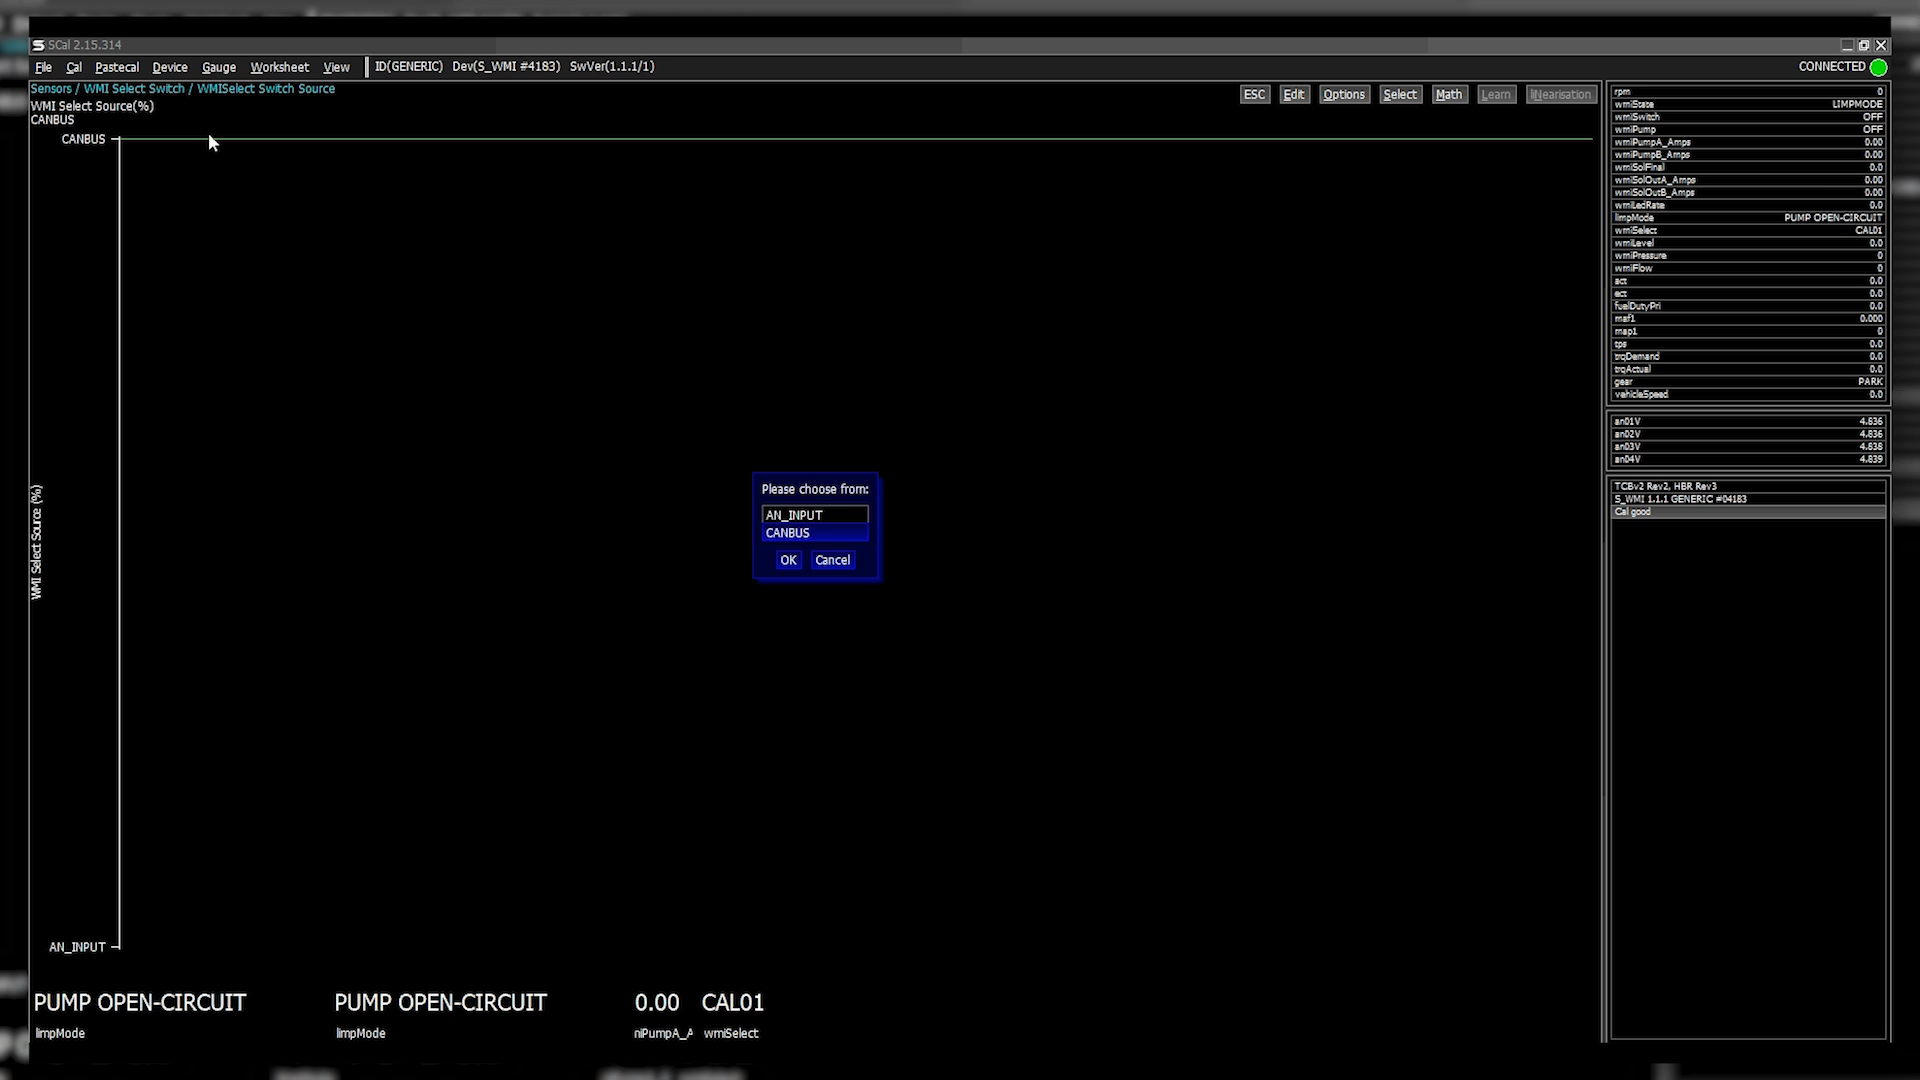 SCal 2.15.314
File Cal Pastecal Device Gauge Worksheet View ID(GENERIC) Dev(S_WMI #4183) SwVer(1.1.1/1) CONNECTED
Sensors / WMI Select Switch / WMISelect Switch Source
ESC Edit Options Select Math Learn liNearisation
WMI Select Source(%)
CANBUS
CANBUS
WMI Select Source (%)
AN_INPUT
Please choose from:
AN_INPUT
CANBUS
OK Cancel
PUMP OPEN-CIRCUIT PUMP OPEN-CIRCUIT 0.00 CAL01
limpMode limpMode niPumpA_A wmiSelect
rpm 0
wmiState LIMPMODE
wmiSwitch OFF
wmiPump OFF
wmiPumpA_Amps 0.00
wmiPumpB_Amps 0.00
wmiSolFinal 0.0
wmiSolOutA_Amps 0.00
wmiSolOutB_Amps 0.00
wmiLedRate 0.0
limpMode PUMP OPEN-CIRCUIT
wmiSelect CAL01
wmiLevel 0.0
wmiPressure 0
wmiFlow 0
act 0.0
ect 0.0
fuelDutyPri 0.0
maf1 0.000
map1 0
tps 0.0
trqDemand 0.0
trqActual 0.0
gear PARK
vehicleSpeed 0.0
an01V 4.836
an02V 4.836
an03V 4.838
an04V 4.839
TCBv2 Rev2, HBR Rev3
S_WMI 1.1.1 GENERIC #04183
Cal good